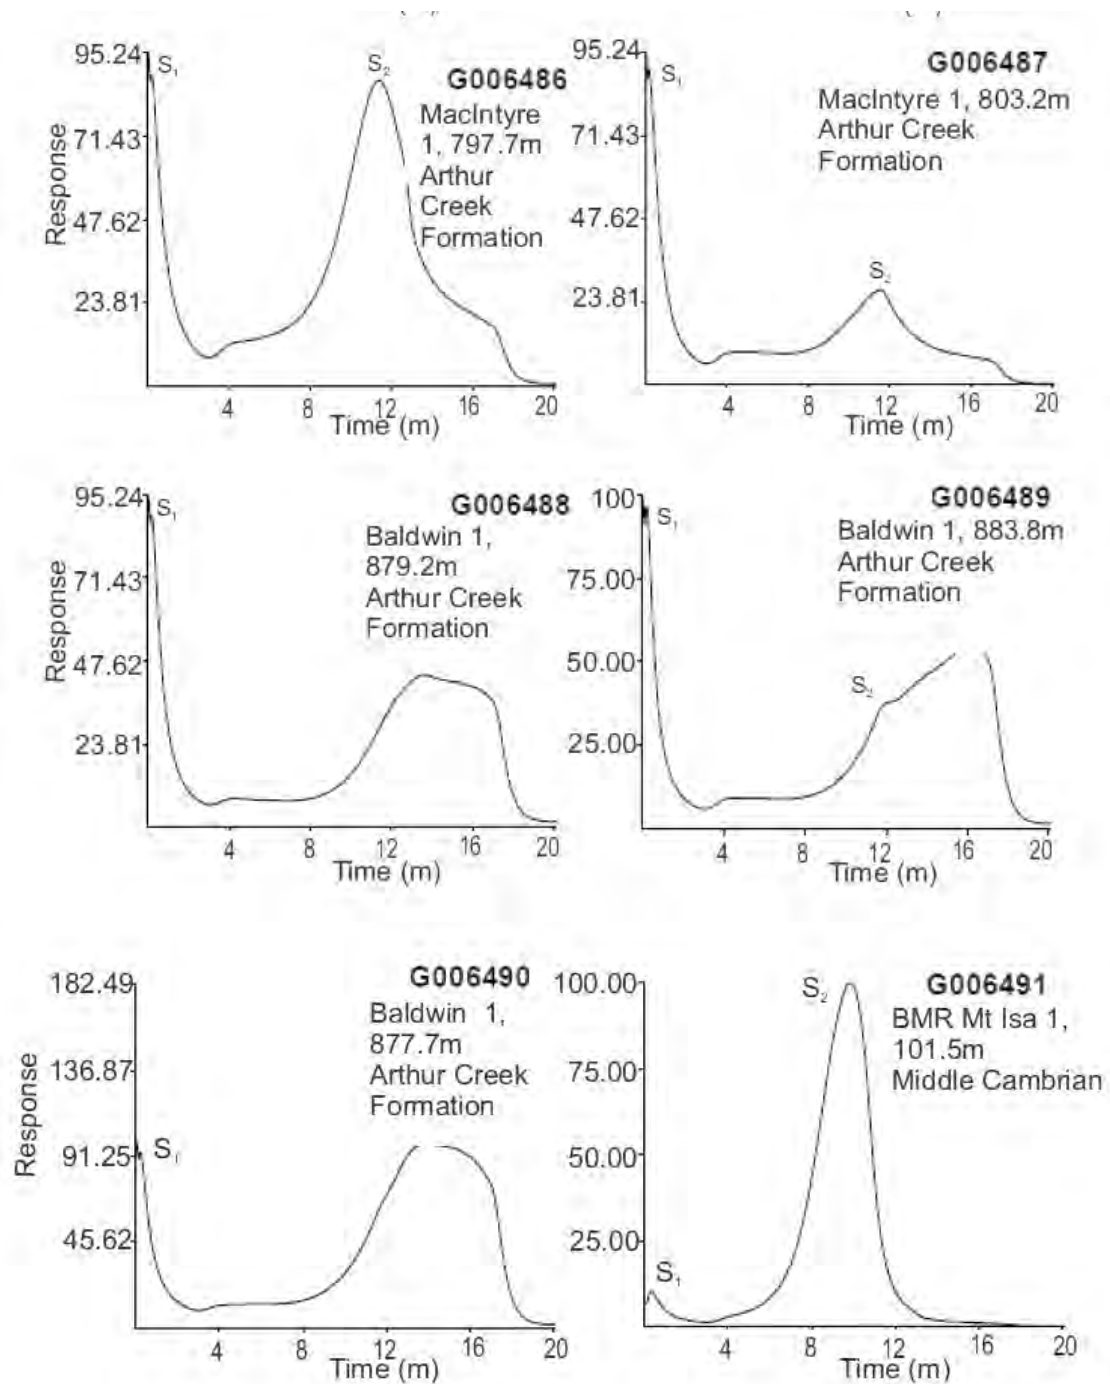 95.24
S1
S2
G006486
MacIntyre
1, 797.7m
Arthur
Creek
Formation
71.43
47.62
23.81
Response
4
8
12
16
20
Time (m)
95.24
S1
G006487
MacIntyre 1, 803.2m
Arthur Creek
Formation
71.43
47.62
S2
23.81
4
8
12
16
20
Time (m)
95.24
S1
G006488
Baldwin 1,
879.2m
Arthur Creek
Formation
71.43
47.62
23.81
Response
4
8
12
16
20
Time (m)
100
S1
G006489
Baldwin 1, 883.8m
Arthur Creek
Formation
75.00
50.00
S2
25.00
4
8
12
16
20
Time (m)
182.49
G006490
Baldwin 1,
877.7m
Arthur Creek
Formation
136.87
91.25
S1
45.62
Response
4
8
12
16
20
Time (m)
100.00
S2
G006491
BMR Mt Isa 1,
101.5m
Middle Cambrian
75.00
50.00
25.00
S1
4
8
12
16
20
Time (m)